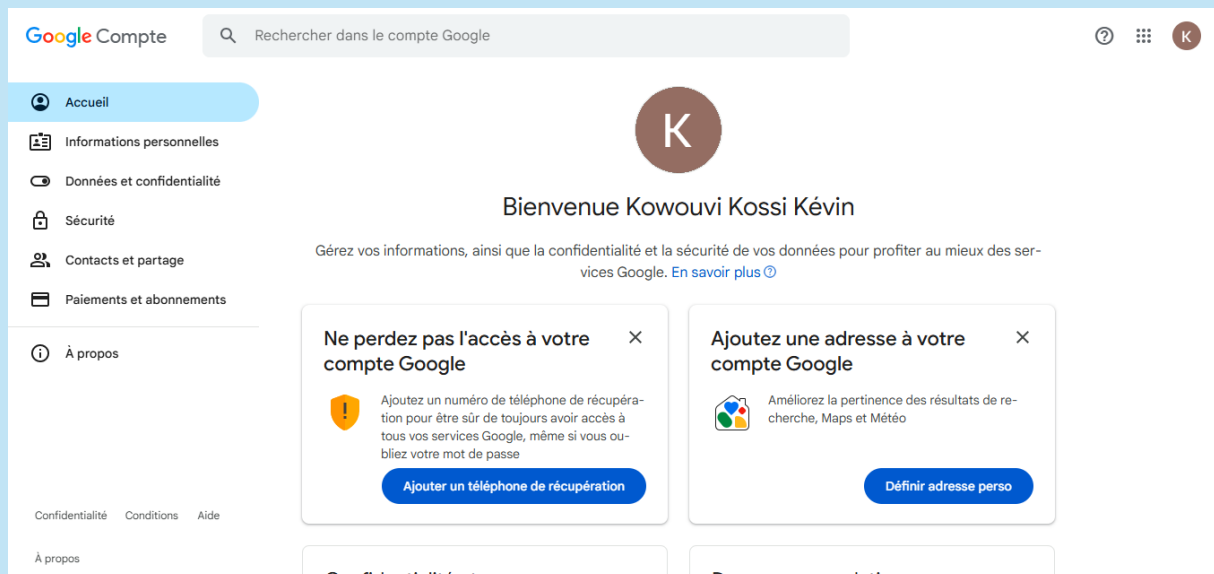 Google Compte
Rechercher dans le compte Google
K
Accueil
Informations personnelles
Données et confidentialité
Sécurité
Contacts et partage
Paiements et abonnements
À propos
Confidentialité Conditions Aide
À propos
K
Bienvenue Kowouvi Kossi Kévin
Gérez vos informations, ainsi que la confidentialité et la sécurité de vos données pour profiter au mieux des ser-
vices Google. En savoir plus
Ne perdez pas l'accès à votre
compte Google
Ajoutez un numéro de téléphone de récupéra-
tion pour être sûr de toujours avoir accès à
tous vos services Google, même si vous ou-
bliez votre mot de passe
Ajouter un téléphone de récupération
Ajoutez une adresse à votre
compte Google
Améliorez la pertinence des résultats de re-
cherche, Maps et Météo
Définir adresse perso